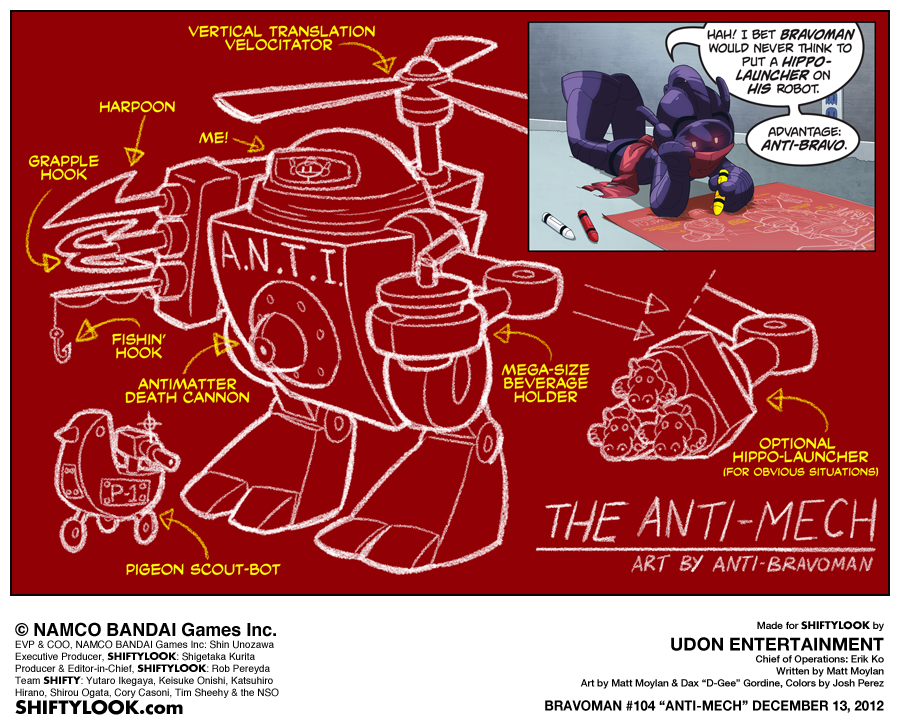 VERTICAL TRANSLATION
VELOCITATOR
HARPOON
ME!
GRAPPLE
HOOK
HAH! I BET BRAVOMAN
WOULD NEVER THINK TO
PUT A HIPPO-
LAUNCHER ON
HIS ROBOT.
ADVANTAGE:
ANTI-BRAVO.
A.N.T.I.
FISHIN'
HOOK
ANTIMATTER
DEATH CANNON
MEGA-SIZE
BEVERAGE
HOLDER
OPTIONAL
HIPPO-LAUNCHER
(FOR OBVIOUS SITUATIONS)
P-1
PIGEON SCOUT-BOT
THE ANTI-MECH
ART BY ANTI-BRAVOMAN
© NAMCO BANDAI Games Inc.
EVP & COO, NAMCO BANDAI Games Inc: Shin Unozawa
Executive Producer, SHIFTYLOOK: Shigetaka Kurita
Producer & Editor-in-Chief, SHIFTYLOOK: Rob Pereyda
Team SHIFTY: Yutaro Ikegaya, Keisuke Onishi, Katsuhiro
Hirano, Shirou Ogata, Cory Casoni, Tim Sheehy & the NSO
SHIFTYLOOK.com
Made for SHIFTYLOOK by
UDON ENTERTAINMENT
Chief of Operations: Erik Ko
Written by Matt Moylan
Art by Matt Moylan & Dax “D-Gee” Gordine, Colors by Josh Perez
BRAVOMAN #104 “ANTI-MECH” DECEMBER 13, 2012